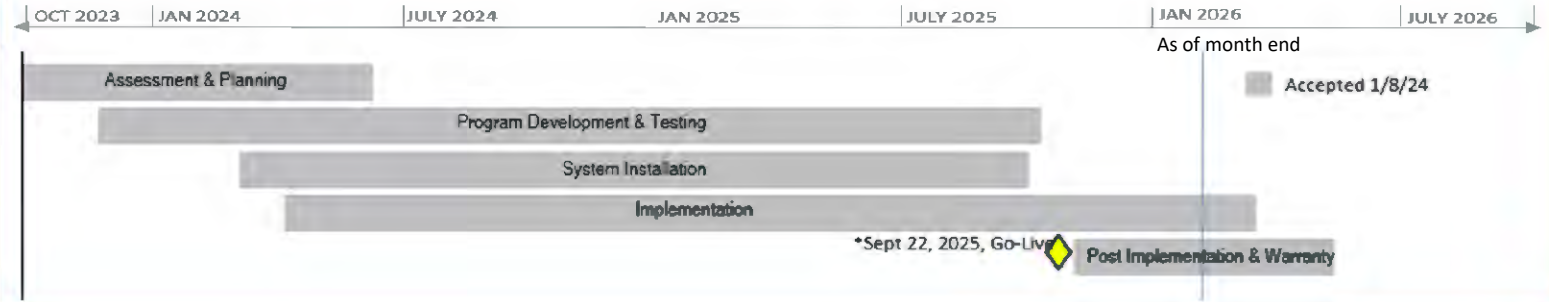 OCT 2023 JAN 2024 JULY 2024 JAN 2025 JULY 2025 JAN 2026 JULY 2026
As of month end
Assessment & Planning
Accepted 1/8/24
Program Development & Testing
System Installation
Implementation
*Sept 22, 2025, Go-Live
Post Implementation & Warranty